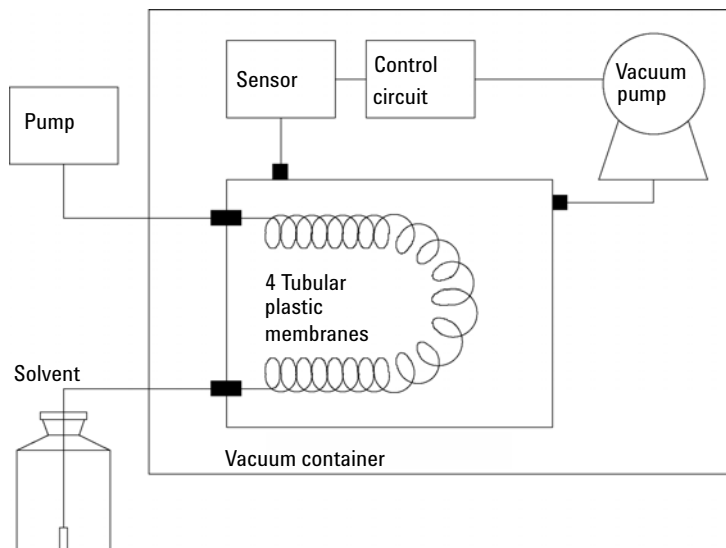 Sensor
Control
circuit
Vacuum
pump
Pump
4 Tubular
plastic
membranes
Solvent
Vacuum container